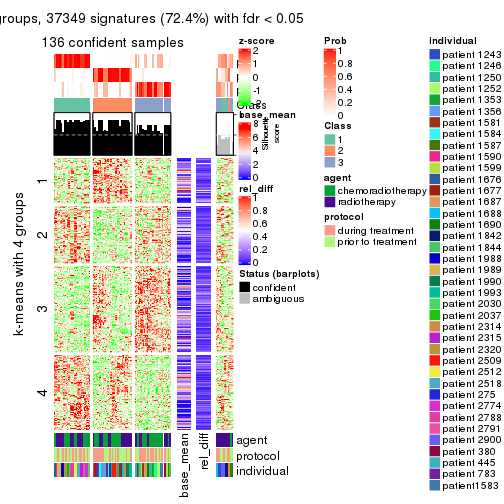 groups, 37349 signatures (72.4%) with fdr < 0.05
136 confident samples
k-means with 4 groups
1
2
3
4
Class
base_mean
Silhouette
score
agent
protocol
individual
base_mean
rel_diff
z-score
2
1
0
-1
-2
base_mean
8
6
4
2
0
rel_diff
1
0.8
0.6
0.4
0.2
0
Status (barplots)
confident
ambiguous
Prob
1
0.8
0.6
0.4
0.2
0
Class
1
2
3
agent
chemoradiotherapy
radiotherapy
protocol
during treatment
prior to treatment
individual
patient 1243
patient 1246
patient 1250
patient 1252
patient 1353
patient 1356
patient 1581
patient 1584
patient 1587
patient 1590
patient 1599
patient 1676
patient 1677
patient 1687
patient 1688
patient 1690
patient 1842
patient 1844
patient 1988
patient 1989
patient 1990
patient 1993
patient 2030
patient 2037
patient 2314
patient 2315
patient 2320
patient 2509
patient 2512
patient 2518
patient 275
patient 2774
patient 2788
patient 2791
patient 2900
patient 380
patient 445
patient 783
patient1583